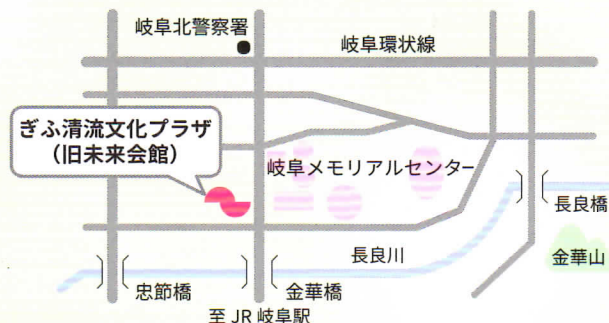 岐阜北警察署
岐阜環状線
ぎふ清流文化プラザ
(旧未来会館)
岐阜メモリアルセンター
長良橋
長良川
金華山
忠節橋
金華橋
至 JR 岐阜駅